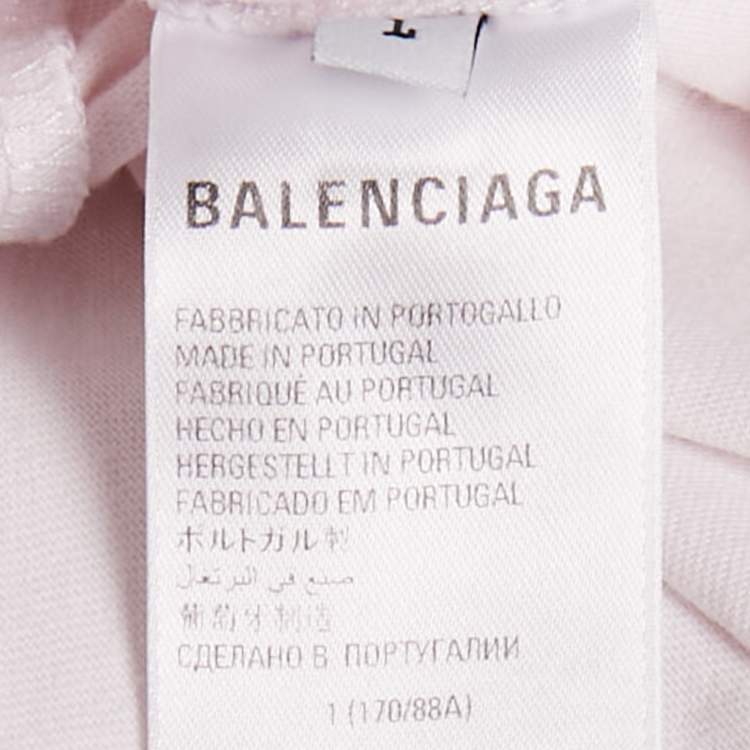 1
BALENCIAGA
FABBRICATO IN PORTOGALLO
MADE IN PORTUGAL
FABRIQUÉ AU PORTUGAL
HECHO EN PORTUGAL
HERGESTELLT IN PORTUGAL
FABRICADO EM PORTUGAL
ポルトガル製
صنع في البرتغال
葡萄牙制造
СДЕЛАНО В ПОРТУГАЛИИ
1 (170/88A)